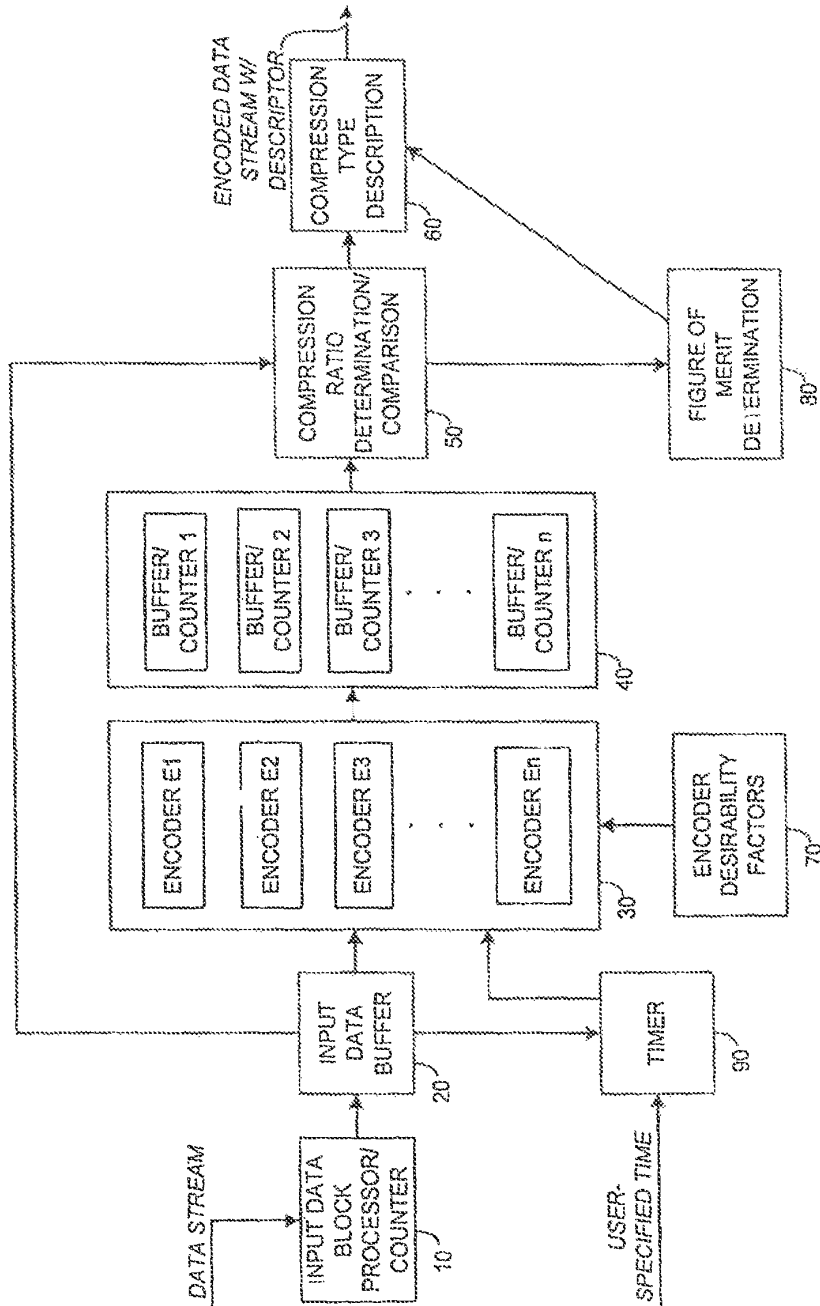 DATA STREAM
INPUT DATA
BLOCK
PROCESSOR/
COUNTER
10
INPUT
DATA
BUFFER
20
USER-
SPECIFIED TIME
TIMER
90
ENCODER E1
ENCODER E2
ENCODER E3
. . .
ENCODER En
30
ENCODER
DESIRABILITY
FACTORS
70
BUFFER/
COUNTER 1
BUFFER/
COUNTER 2
BUFFER/
COUNTER 3
. . .
BUFFER/
COUNTER n
40
COMPRESSION
RATIO
DETERMINATION/
COMPARISON
50
FIGURE OF
MERIT
DETERMINATION
80
ENCODED DATA
STREAM W/
DESCRIPTOR
COMPRESSION
TYPE
DESCRIPTION
60